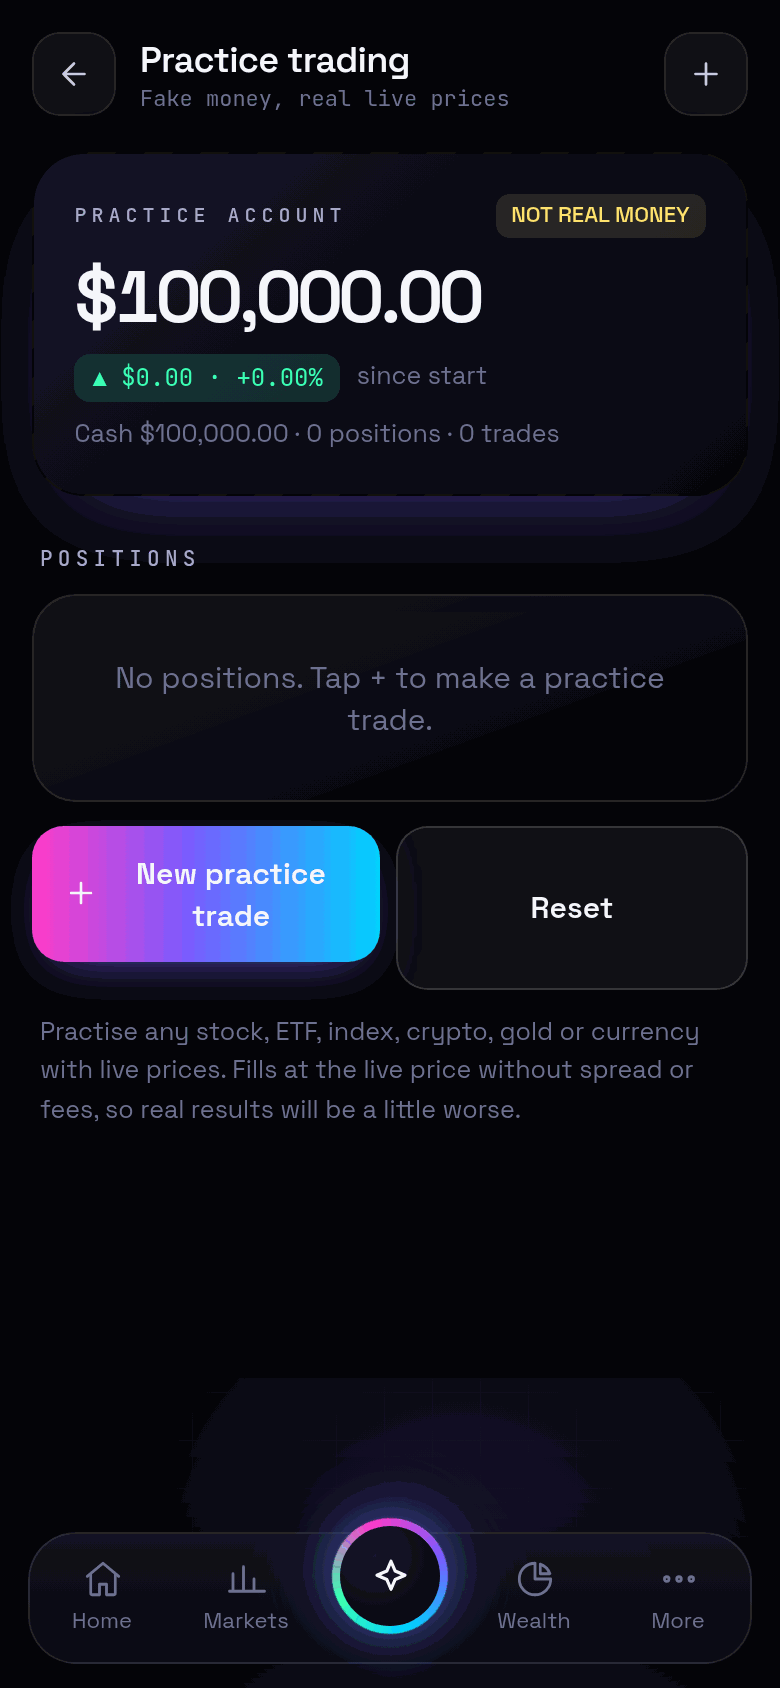 Practice trading
Fake money, real live prices
PRACTICE ACCOUNT
NOT REAL MONEY
$100,000.00
▲ $0.00 · +0.00% since start
Cash $100,000.00 · 0 positions · 0 trades
POSITIONS
No positions. Tap + to make a practice
trade.
New practice
trade
Reset
Practise any stock, ETF, index, crypto, gold or currency
with live prices. Fills at the live price without spread or
fees, so real results will be a little worse.
Home
Markets
Wealth
More